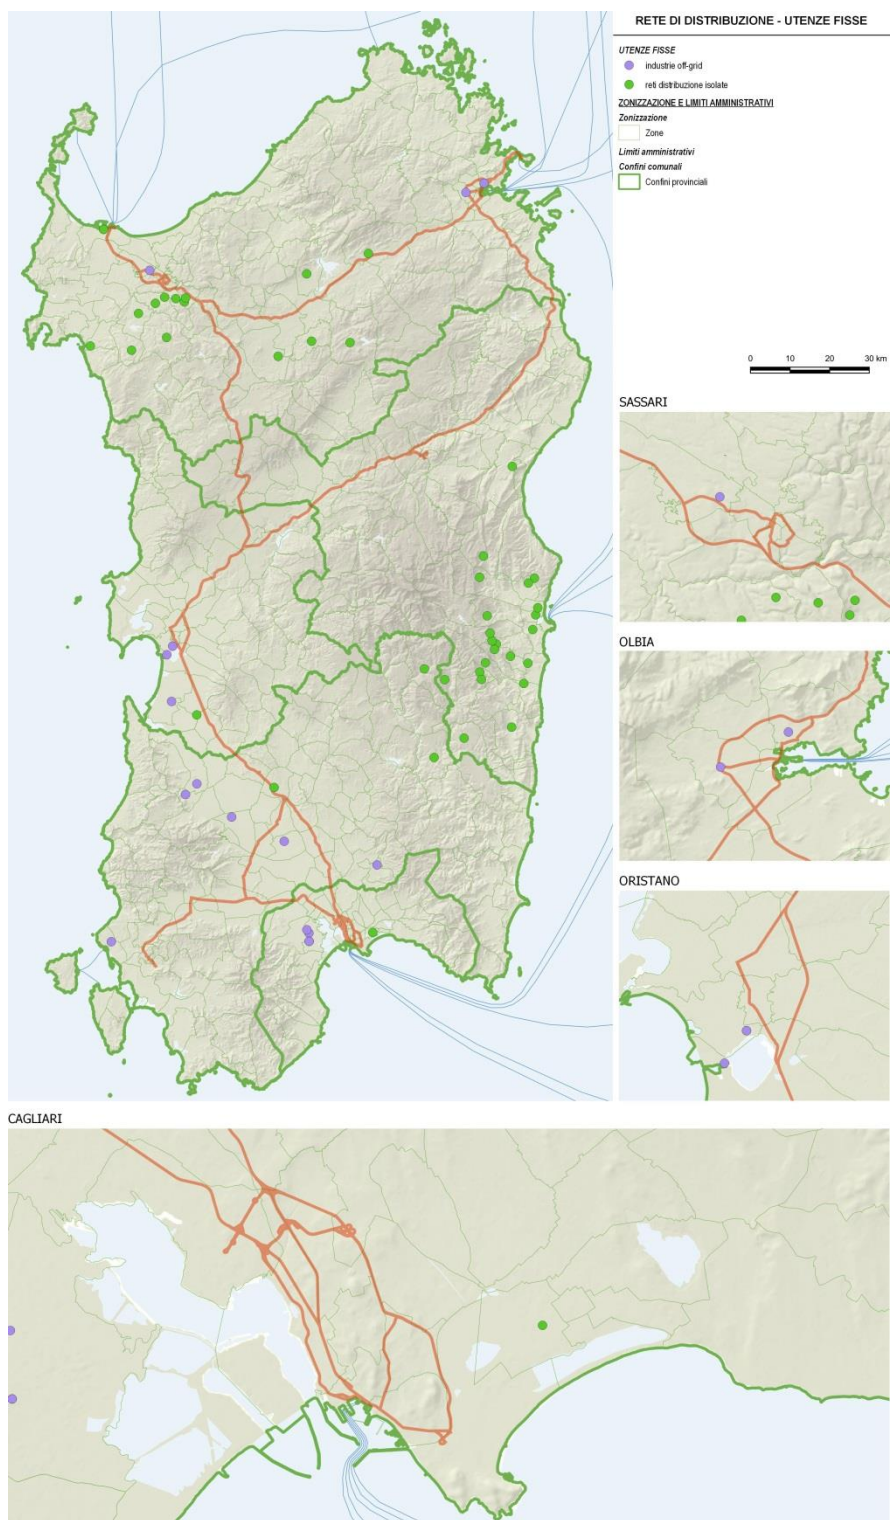 RETE DI DISTRIBUZIONE - UTENZE FISSE
UTENZE FISSE
industrie off-grid
reti distribuzione isolate
ZONIZZAZIONE E LIMITI AMMINISTRATIVI
Zonizzazione
Zone
Limiti amministrativi
Confini comunali
Confini provinciali
0 10 20 30 km
SASSARI
OLBIA
ORISTANO
CAGLIARI